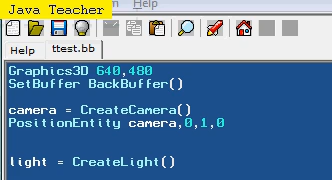 Java Teacher
Help
Help ttest.bb
Graphics3D 640,480
SetBuffer BackBuffer()
camera = CreateCamera()
PositionEntity camera,0,1,0
light = CreateLight()